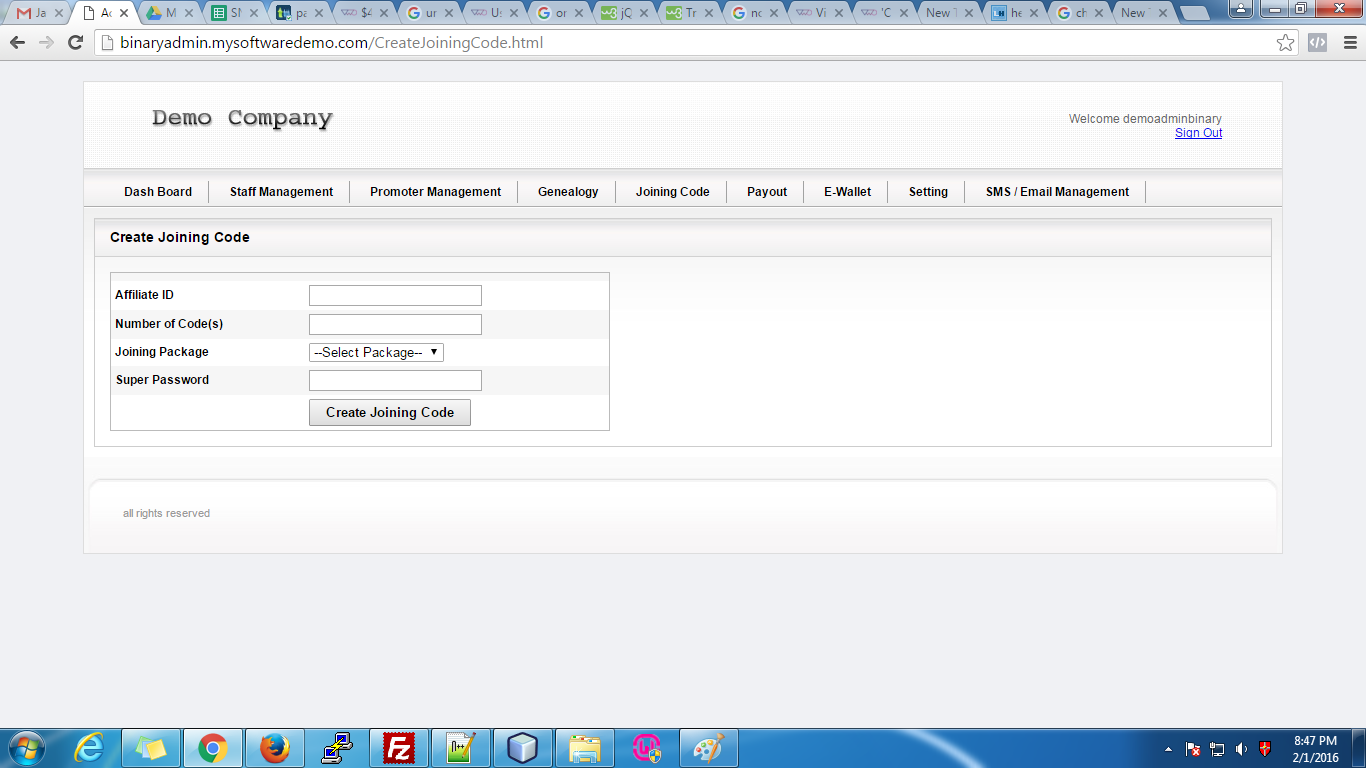 Ja
Ac
M
SN
pa
$4
ur
Us
or
jQ
Tr
nc
Vi
'C
New T
he
ch
New T
binaryadmin.mysoftwaredemo.com/CreateJoiningCode.html
Demo Company
Welcome demoadminbinary
Sign Out
Dash Board
Staff Management
Promoter Management
Genealogy
Joining Code
Payout
E-Wallet
Setting
SMS / Email Management
Create Joining Code
Affiliate ID
Number of Code(s)
Joining Package --Select Package--
Super Password
Create Joining Code
all rights reserved
8:47 PM
2/1/2016